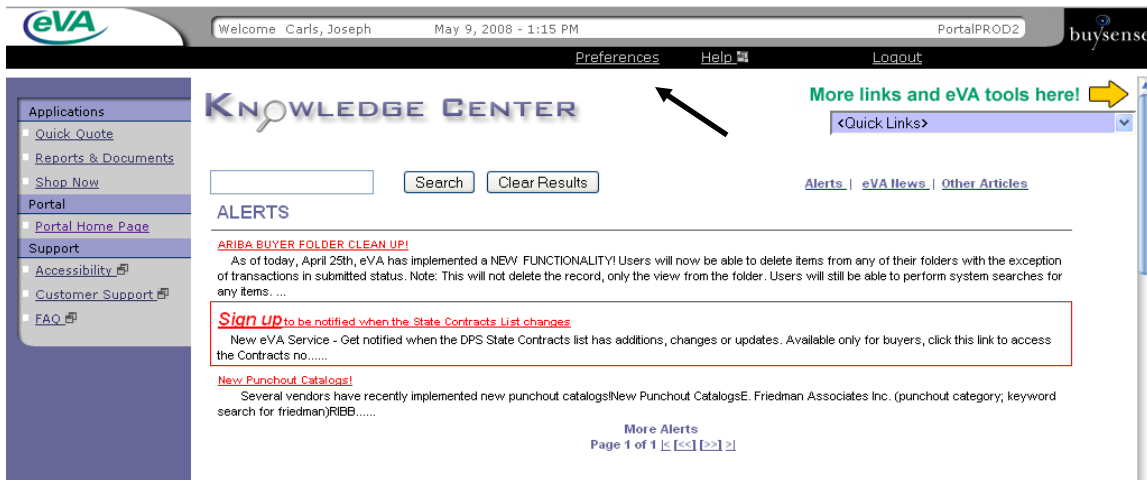 eVA
Welcome Carls, Joseph May 9, 2008 - 1:15 PM PortalPROD2
buysense
Preferences Help Logout
Applications
Quick Quote
Reports & Documents
Shop Now
Portal
Portal Home Page
Support
Accessibility
Customer Support
FAQ
KNOWLEDGE CENTER
More links and eVA tools here!
<Quick Links>
Search Clear Results
Alerts | eVA News | Other Articles
ALERTS
ARIBA BUYER FOLDER CLEAN UP!
As of today, April 25th, eVA has implemented a NEW FUNCTIONALITY! Users will now be able to delete items from any of their folders with the exception
of transactions in submitted status. Note: This will not delete the record, only the view from the folder. Users will still be able to perform system searches for
any items. ...
Sign up to be notified when the State Contracts List changes
New eVA Service - Get notified when the DPS State Contracts list has additions, changes or updates. Available only for buyers, click this link to access
the Contracts no......
New Punchout Catalogs!
Several vendors have recently implemented new punchout catalogs!New Punchout CatalogsE. Friedman Associates Inc. (punchout category; keyword
search for friedman)RIBB......
More Alerts
Page 1 of 1 |< [<<] [>>] >|